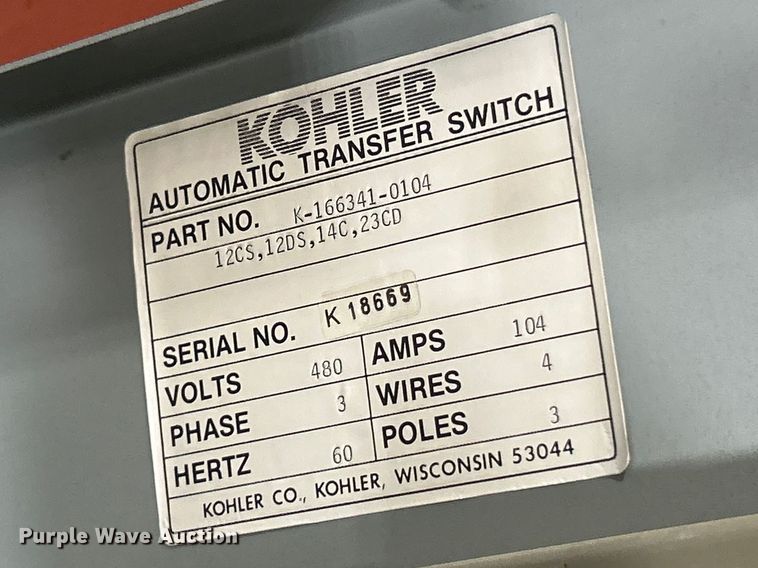 KOHLER
AUTOMATIC TRANSFER SWITCH
PART NO. K-166341-0104
12CS,12DS,14C,23CD
SERIAL NO. K 18669
VOLTS 480 AMPS 104
PHASE 3 WIRES 4
HERTZ 60 POLES 3
KOHLER CO., KOHLER, WISCONSIN 53044
Purple Wave Auction